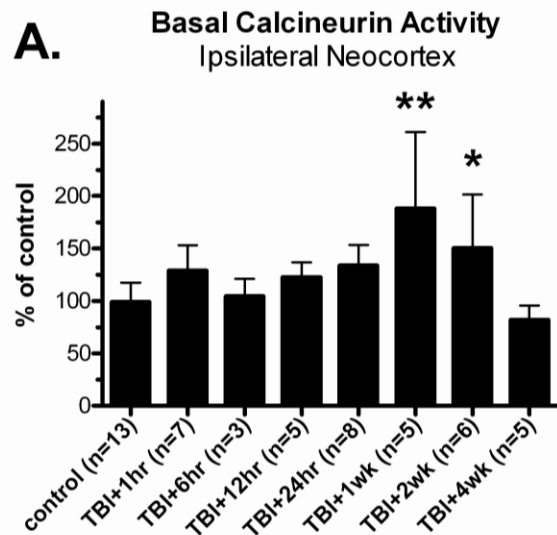 A.
Basal Calcineurin Activity
Ipsilateral Neocortex
**
*
% of control
250
200
150
100
50
0
control (n=13)
TBI+1hr (n=7)
TBI+6hr (n=3)
TBI+12hr (n=5)
TBI+24hr (n=8)
TBI+1wk (n=5)
TBI+2wk (n=6)
TBI+4wk (n=5)